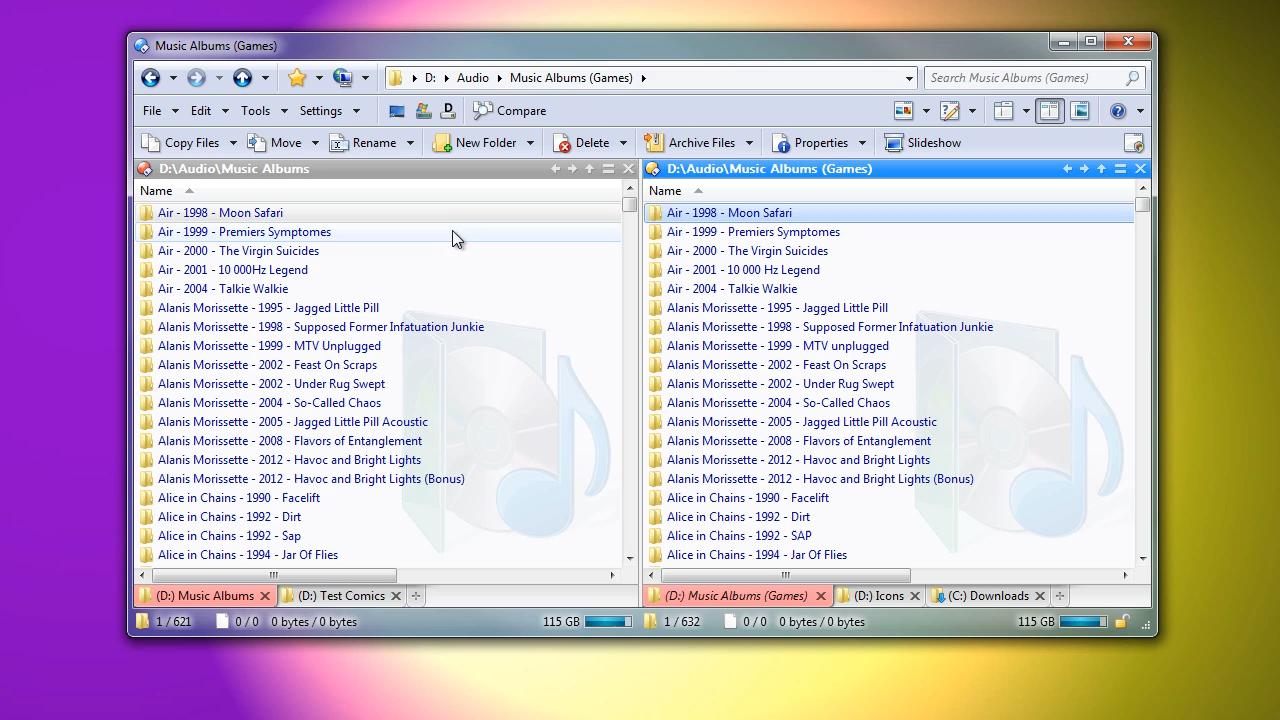 Music Albums (Games)
D: Audio Music Albums (Games)
Search Music Albums (Games)
File Edit Tools Settings D Compare
Copy Files Move Rename New Folder Delete Archive Files Properties Slideshow
D:\Audio\Music Albums
Name
Air - 1998 - Moon Safari
Air - 1999 - Premiers Symptomes
Air - 2000 - The Virgin Suicides
Air - 2001 - 10 000Hz Legend
Air - 2004 - Talkie Walkie
Alanis Morissette - 1995 - Jagged Little Pill
Alanis Morissette - 1998 - Supposed Former Infatuation Junkie
Alanis Morissette - 1999 - MTV Unplugged
Alanis Morissette - 2002 - Feast On Scraps
Alanis Morissette - 2002 - Under Rug Swept
Alanis Morissette - 2004 - So-Called Chaos
Alanis Morissette - 2005 - Jagged Little Pill Acoustic
Alanis Morissette - 2008 - Flavors of Entanglement
Alanis Morissette - 2012 - Havoc and Bright Lights
Alanis Morissette - 2012 - Havoc and Bright Lights (Bonus)
Alice in Chains - 1990 - Facelift
Alice in Chains - 1992 - Dirt
Alice in Chains - 1992 - Sap
Alice in Chains - 1994 - Jar Of Flies
(D:) Music Albums (D:) Test Comics
1 / 621 0 / 0 0 bytes / 0 bytes 115 GB
D:\Audio\Music Albums (Games)
Name
Air - 1998 - Moon Safari
Air - 1999 - Premiers Symptomes
Air - 2000 - The Virgin Suicides
Air - 2001 - 10 000 Hz Legend
Air - 2004 - Talkie Walkie
Alanis Morissette - 1995 - Jagged Little Pill
Alanis Morissette - 1998 - Supposed Former Infatuation Junkie
Alanis Morissette - 1999 - MTV unplugged
Alanis Morissette - 2002 - Feast On Scraps
Alanis Morissette - 2002 - Under Rug Swept
Alanis Morissette - 2004 - So-Called Chaos
Alanis Morissette - 2005 - Jagged Little Pill Acoustic
Alanis Morissette - 2008 - Flavors of Entanglement
Alanis Morissette - 2012 - Havoc and Bright Lights
Alanis Morissette - 2012 - Havoc and Bright Lights (Bonus)
Alice in Chains - 1990 - Facelift
Alice in Chains - 1992 - Dirt
Alice in Chains - 1992 - SAP
Alice in Chains - 1994 - Jar Of Flies
(D:) Music Albums (Games) (D:) Icons (C:) Downloads
1 / 632 0 / 0 0 bytes / 0 bytes 115 GB